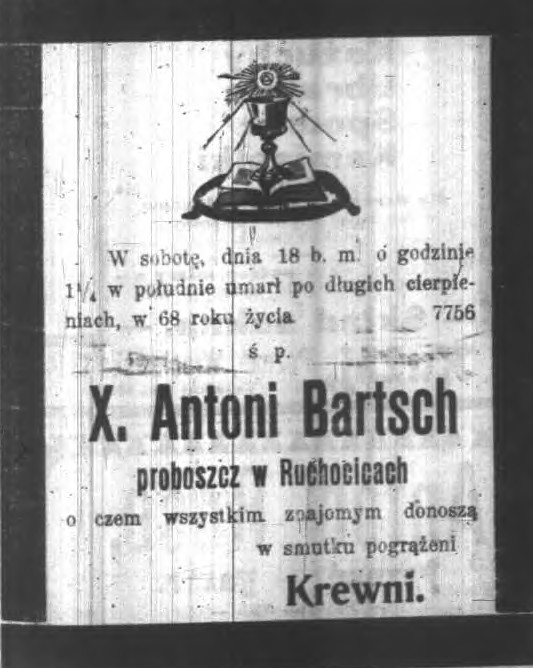 W sobotę, dnia 18 b. m. o godzinie
1¼ w południe umarł po długich cierpie-
niach, w 68 roku życia 7756
ś p.
X. Antoni Bartsch
proboszcz w Ruchocicach
o czem wszystkim znajomym donoszą
w smutku pogrążeni
Krewni.